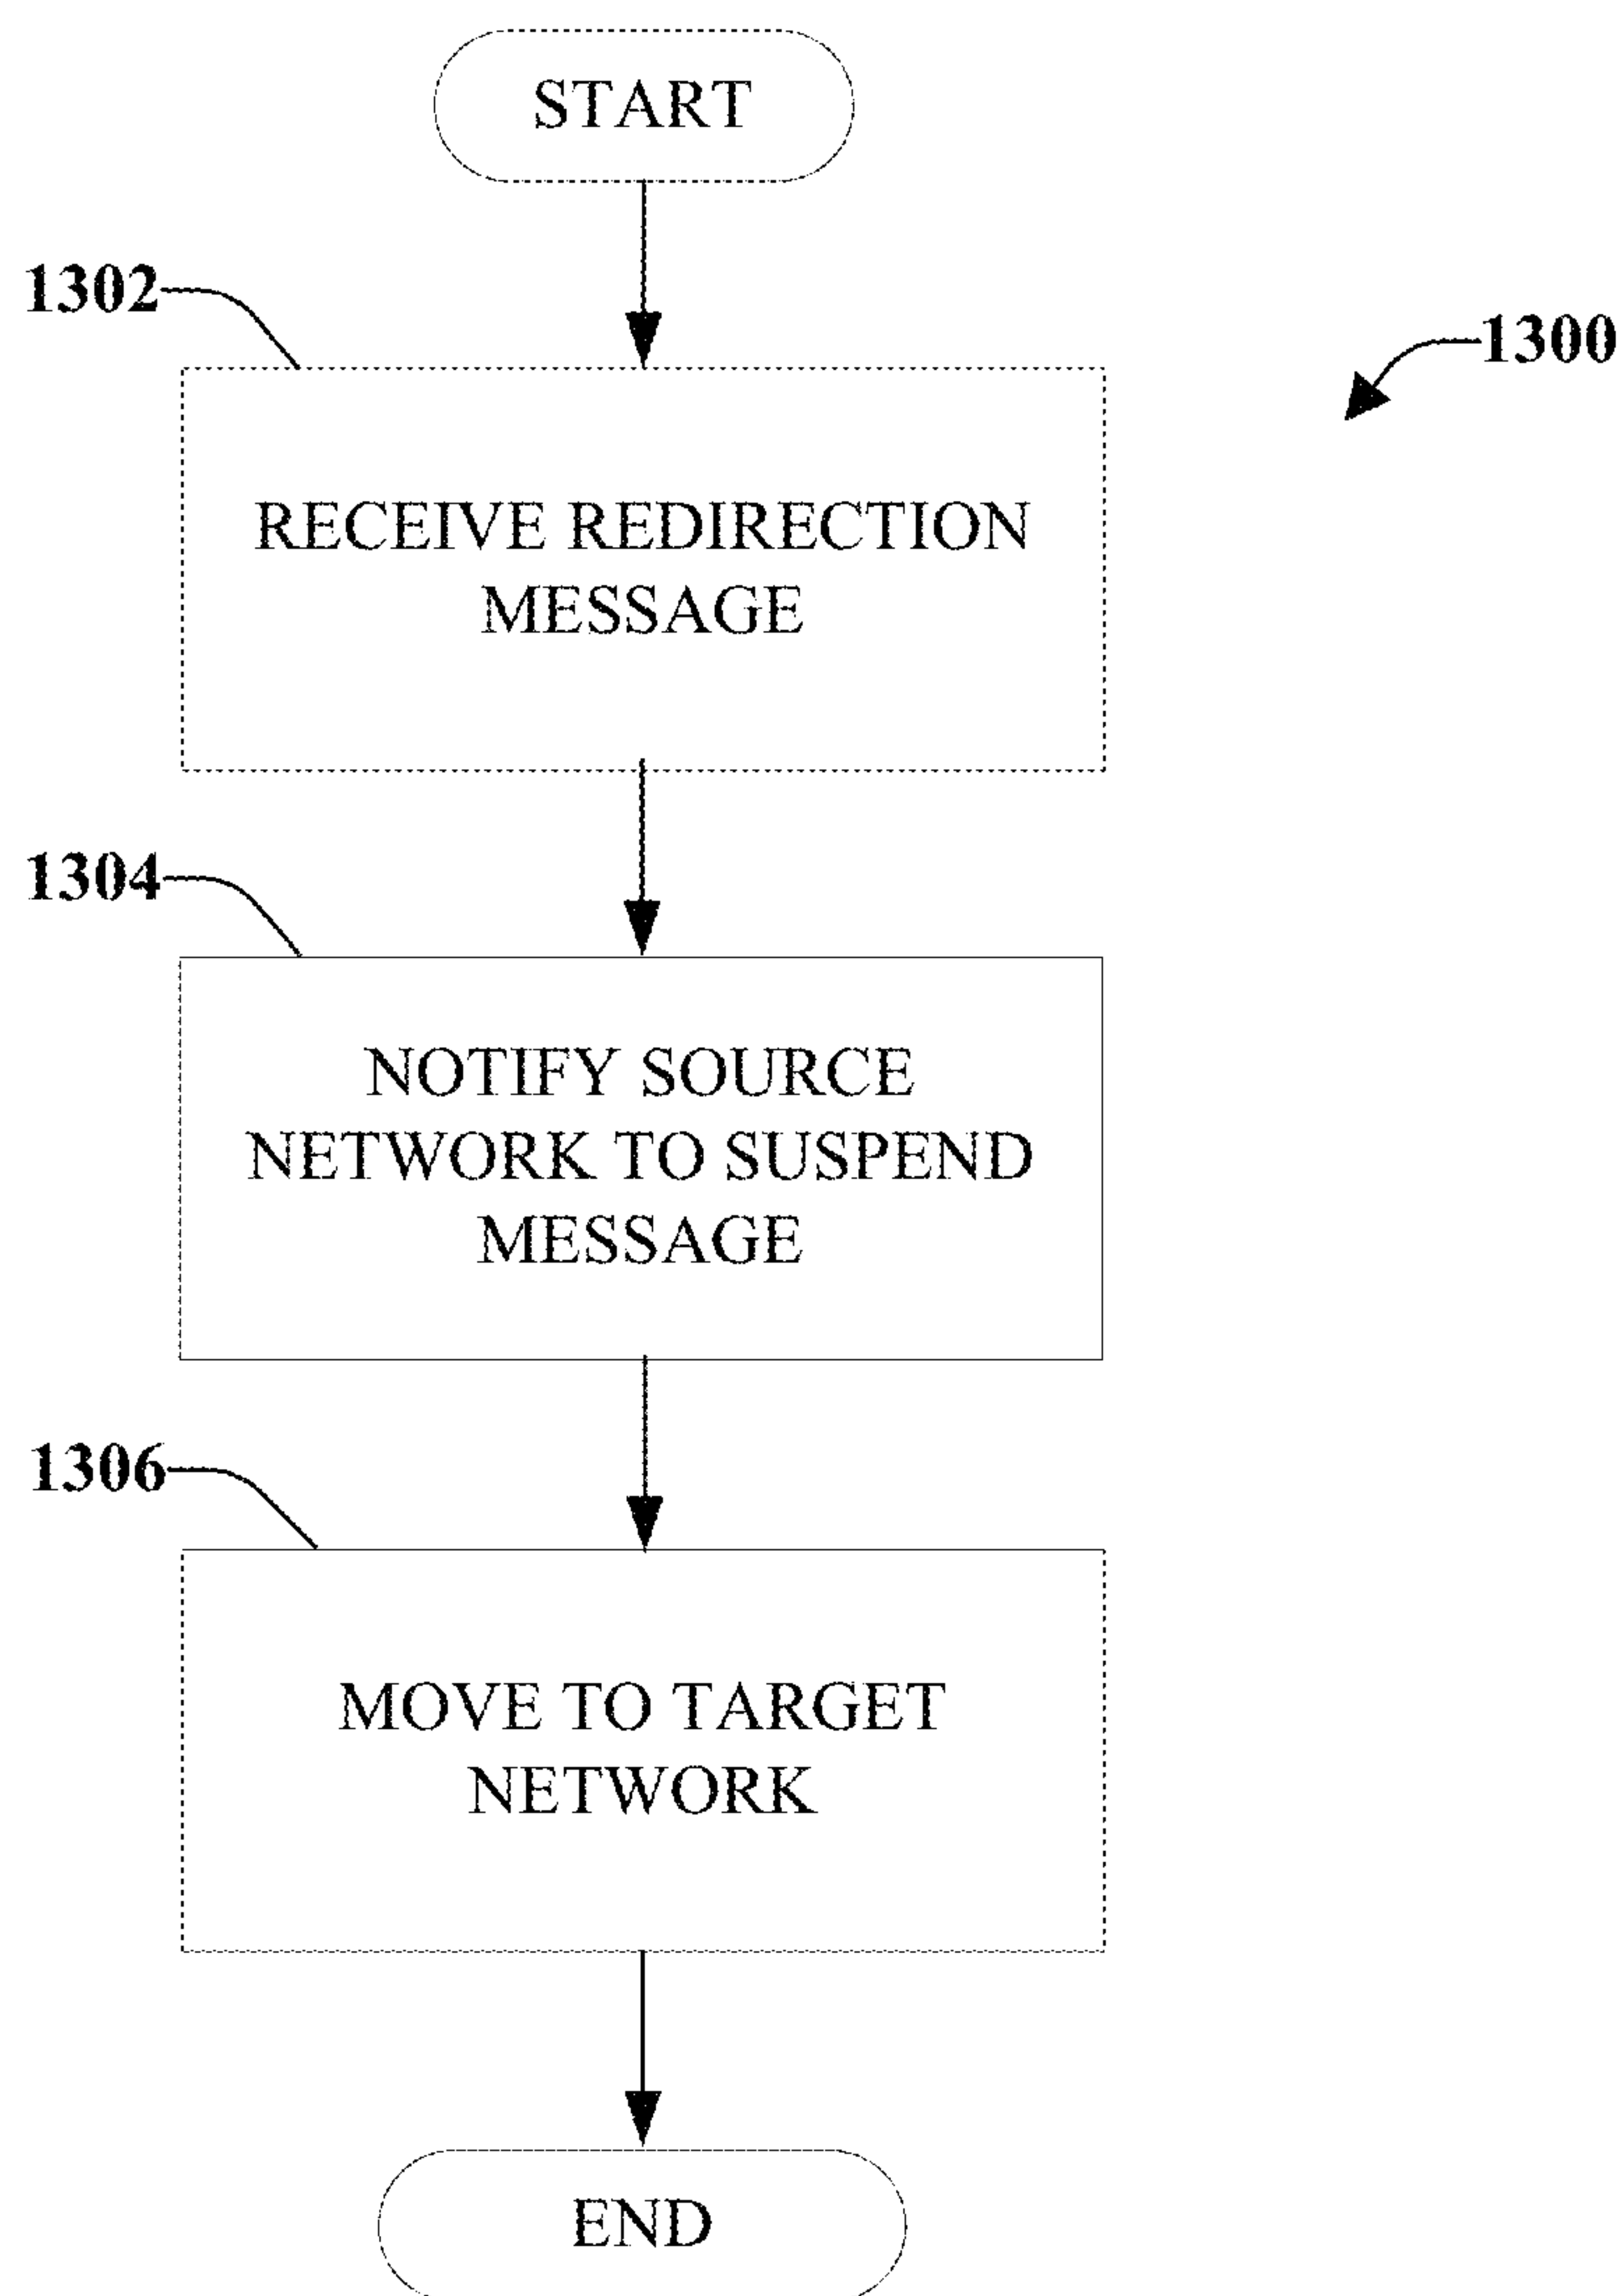 START
1302
1300
RECEIVE REDIRECTION
MESSAGE
1304
NOTIFY SOURCE
NETWORK TO SUSPEND
MESSAGE
1306
MOVE TO TARGET
NETWORK
END